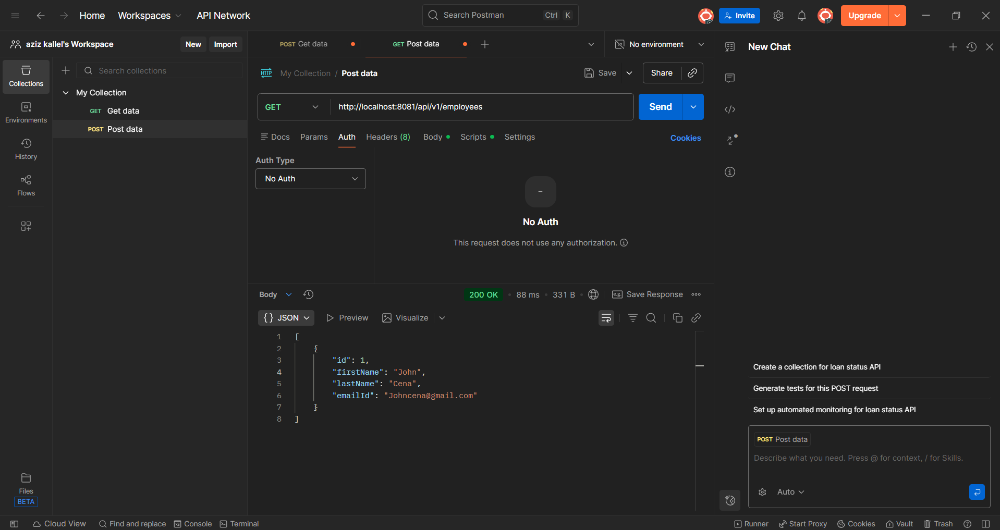 Home Workspaces API Network Search Postman Ctrl K Invite Upgrade
aziz kallel's Workspace New Import
POST Get data GET Post data No environment
New Chat
Collections
Environments
History
Flows
Files
BETA
Search collections
My Collection
GET Get data
POST Post data
HTTP My Collection / Post data Save Share
GET http://localhost:8081/api/v1/employees Send
Docs Params Auth Headers (8) Body Scripts Settings Cookies
Auth Type
No Auth
No Auth
This request does not use any authorization.
Body 200 OK 88 ms 331 B e.g. Save Response
{} JSON Preview Visualize
1 [
2 {
3 "id": 1,
4 "firstName": "John",
5 "lastName": "Cena",
6 "emailId": "Johncena@gmail.com"
7 }
8 ]
Create a collection for loan status API
Generate tests for this POST request
Set up automated monitoring for loan status API
POST Post data
Describe what you need. Press @ for context, / for Skills.
Auto
Cloud View Find and replace Console Terminal Runner Start Proxy Cookies Vault Trash